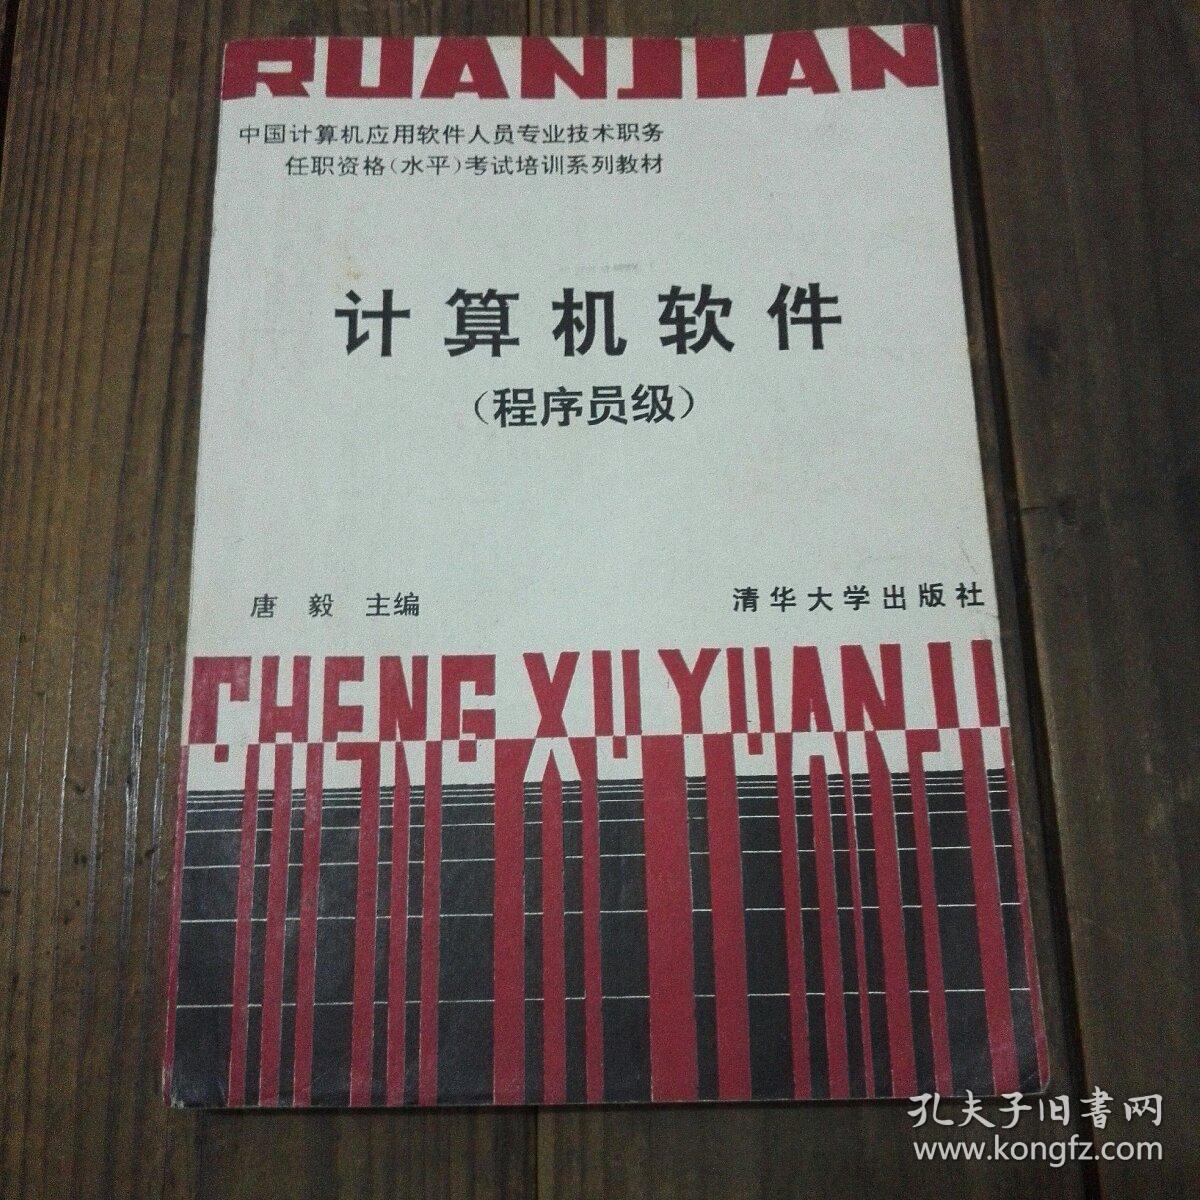 RUANJIAN
中国计算机应用软件人员专业技术职务
任职资格(水平)考试培训系列教材
计算机软件
(程序员级)
唐 毅 主编 清华大学出版社
CHENG XU YUAN JI
孔夫子旧書网
www.kongfz.com